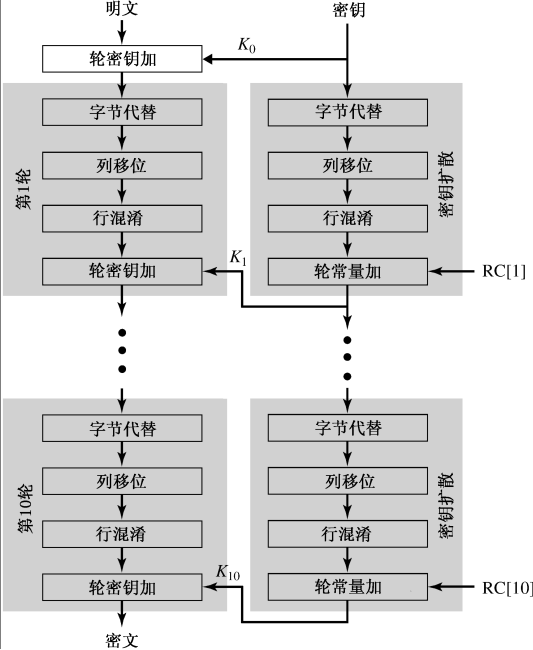 明文 密钥
K0
轮密钥加
字节代替 字节代替
列移位 列移位
第1轮 密钥扩散
行混淆 行混淆
K1
轮密钥加 轮常量加 RC[1]
字节代替 字节代替
列移位 列移位
第10轮 密钥扩散
行混淆 行混淆
K10
轮密钥加 轮常量加 RC[10]
密文